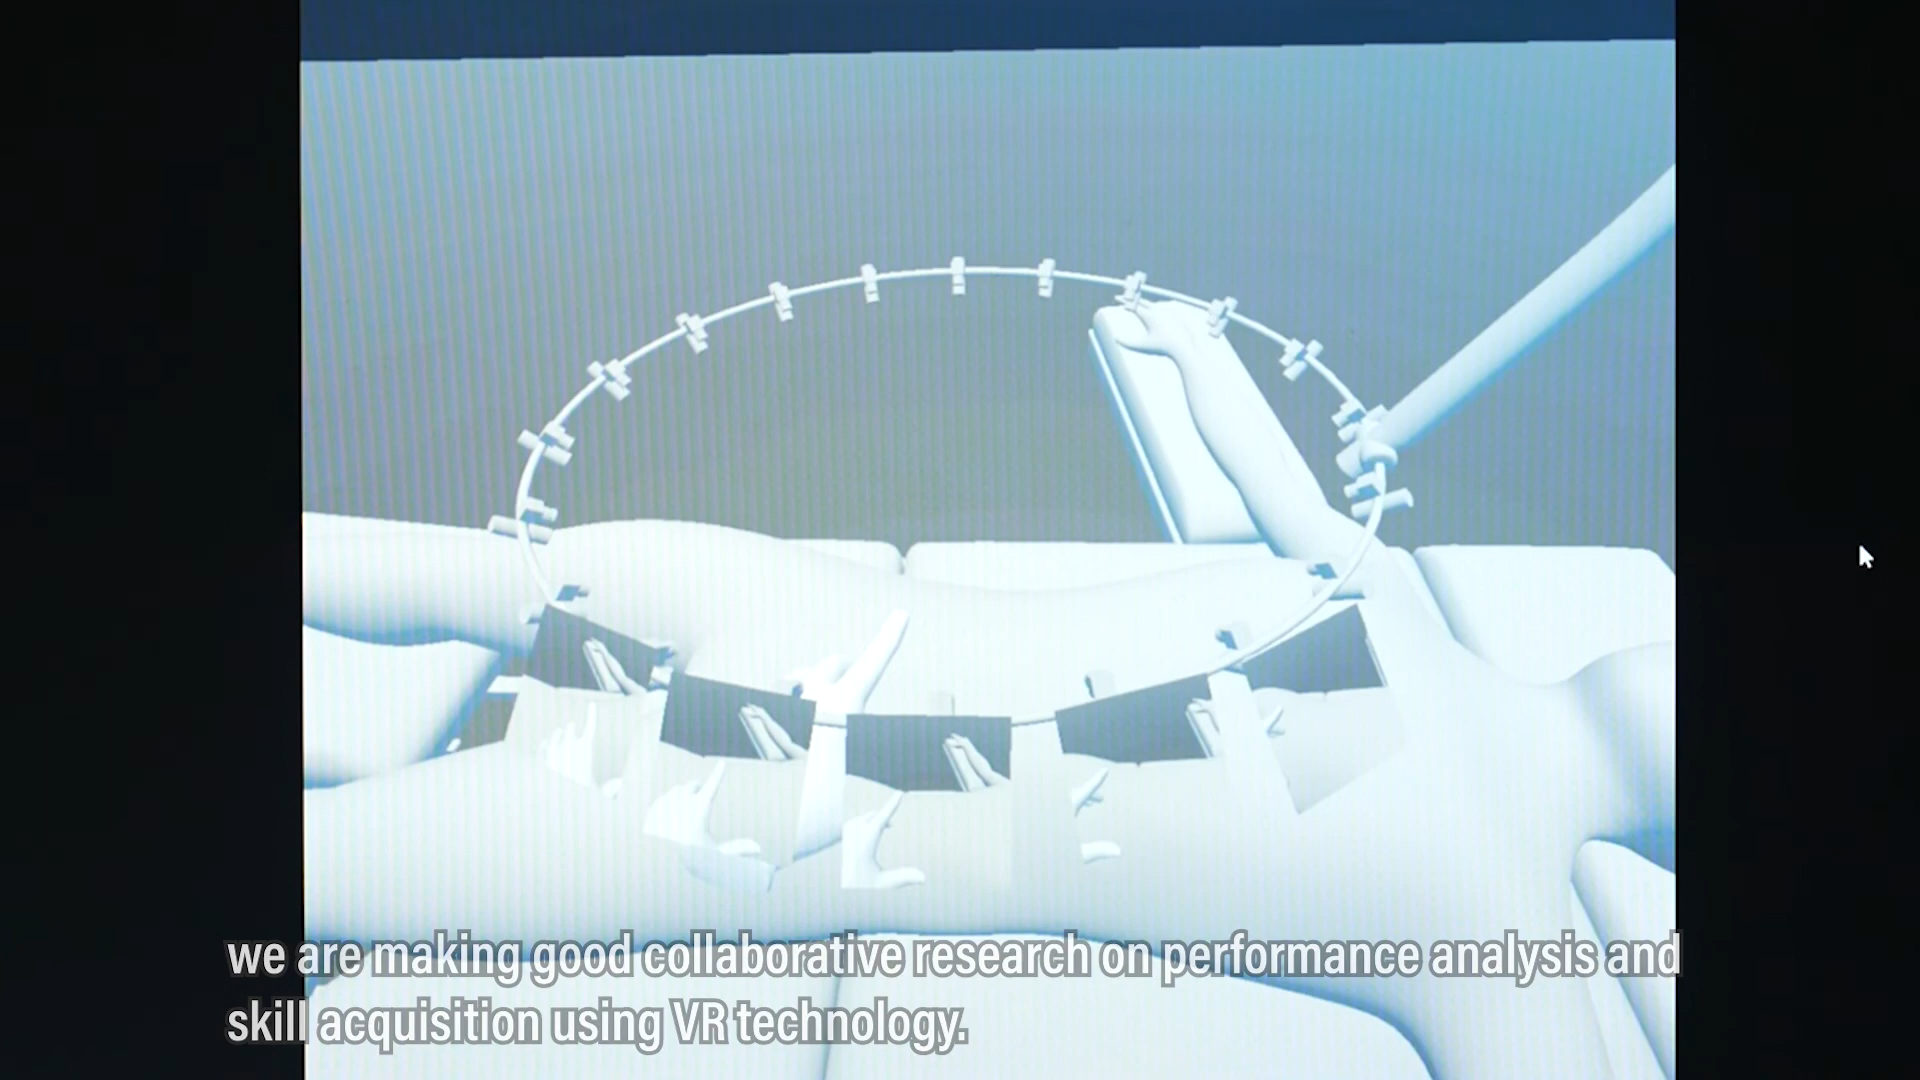 we are making good collaborative research on performance analysis and
skill acquisition using VR technology.